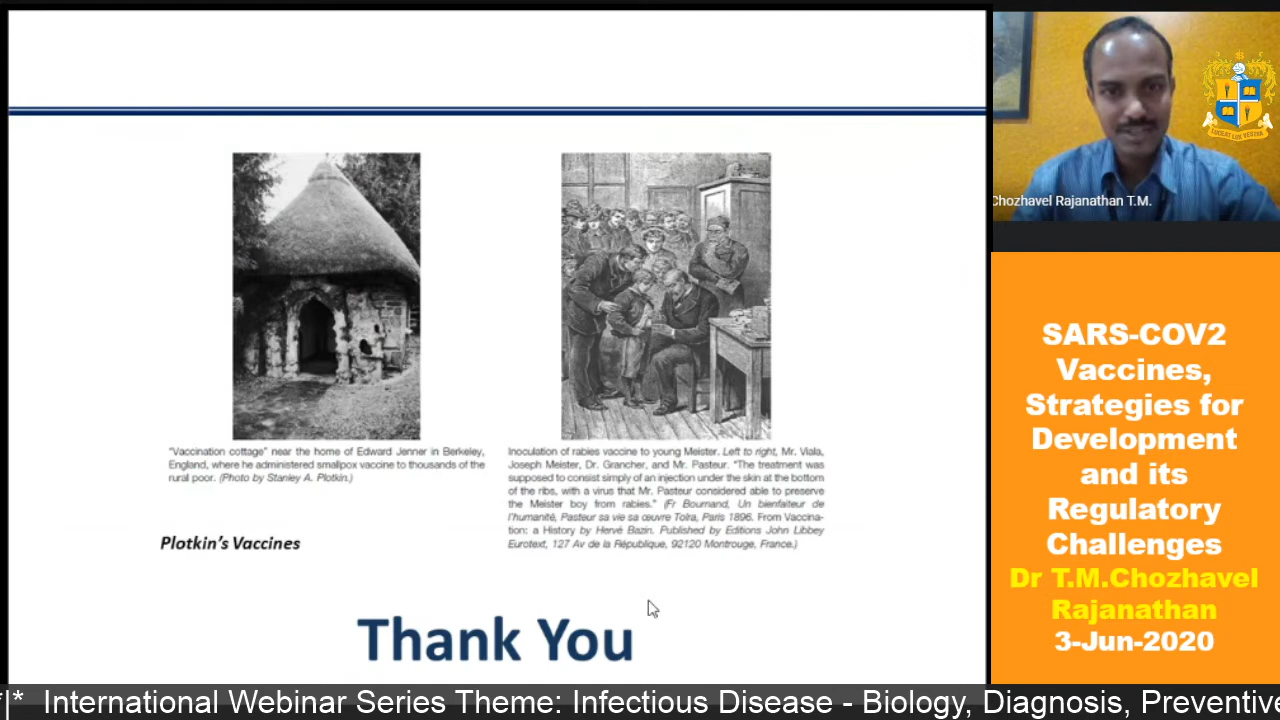 "Vaccination cottage" near the home of Edward Jenner in Berkeley,
England, where he administered smallpox vaccine to thousands of the
rural poor. (Photo by Stanley A. Plotkin.)
Plotkin's Vaccines
Inoculation of rabies vaccine to young Meister. Left to right, Mr. Viala,
Joseph Meister, Dr. Grancher, and Mr. Pasteur. "The treatment was
supposed to consist simply of an injection under the skin at the bottom
of the ribs, with a virus that Mr. Pasteur considered able to preserve
the Meister boy from rabies." (Fr Bournand, Un bienfaiteur de
l'humanité, Pasteur sa vie sa œuvre Tolra, Paris 1896. From Vaccina-
tion: a History by Hervé Bazin. Published by Editions John Libbey
Eurotext, 127 Av de la République, 92120 Montrouge, France.)
Thank You
Chozhavel Rajanathan T.M.
LUCEAT LUX VESTRA
SARS-COV2
Vaccines,
Strategies for
Development
and its
Regulatory
Challenges
Dr T.M.Chozhavel
Rajanathan
3-Jun-2020
*|* International Webinar Series Theme: Infectious Disease - Biology, Diagnosis, Preventive